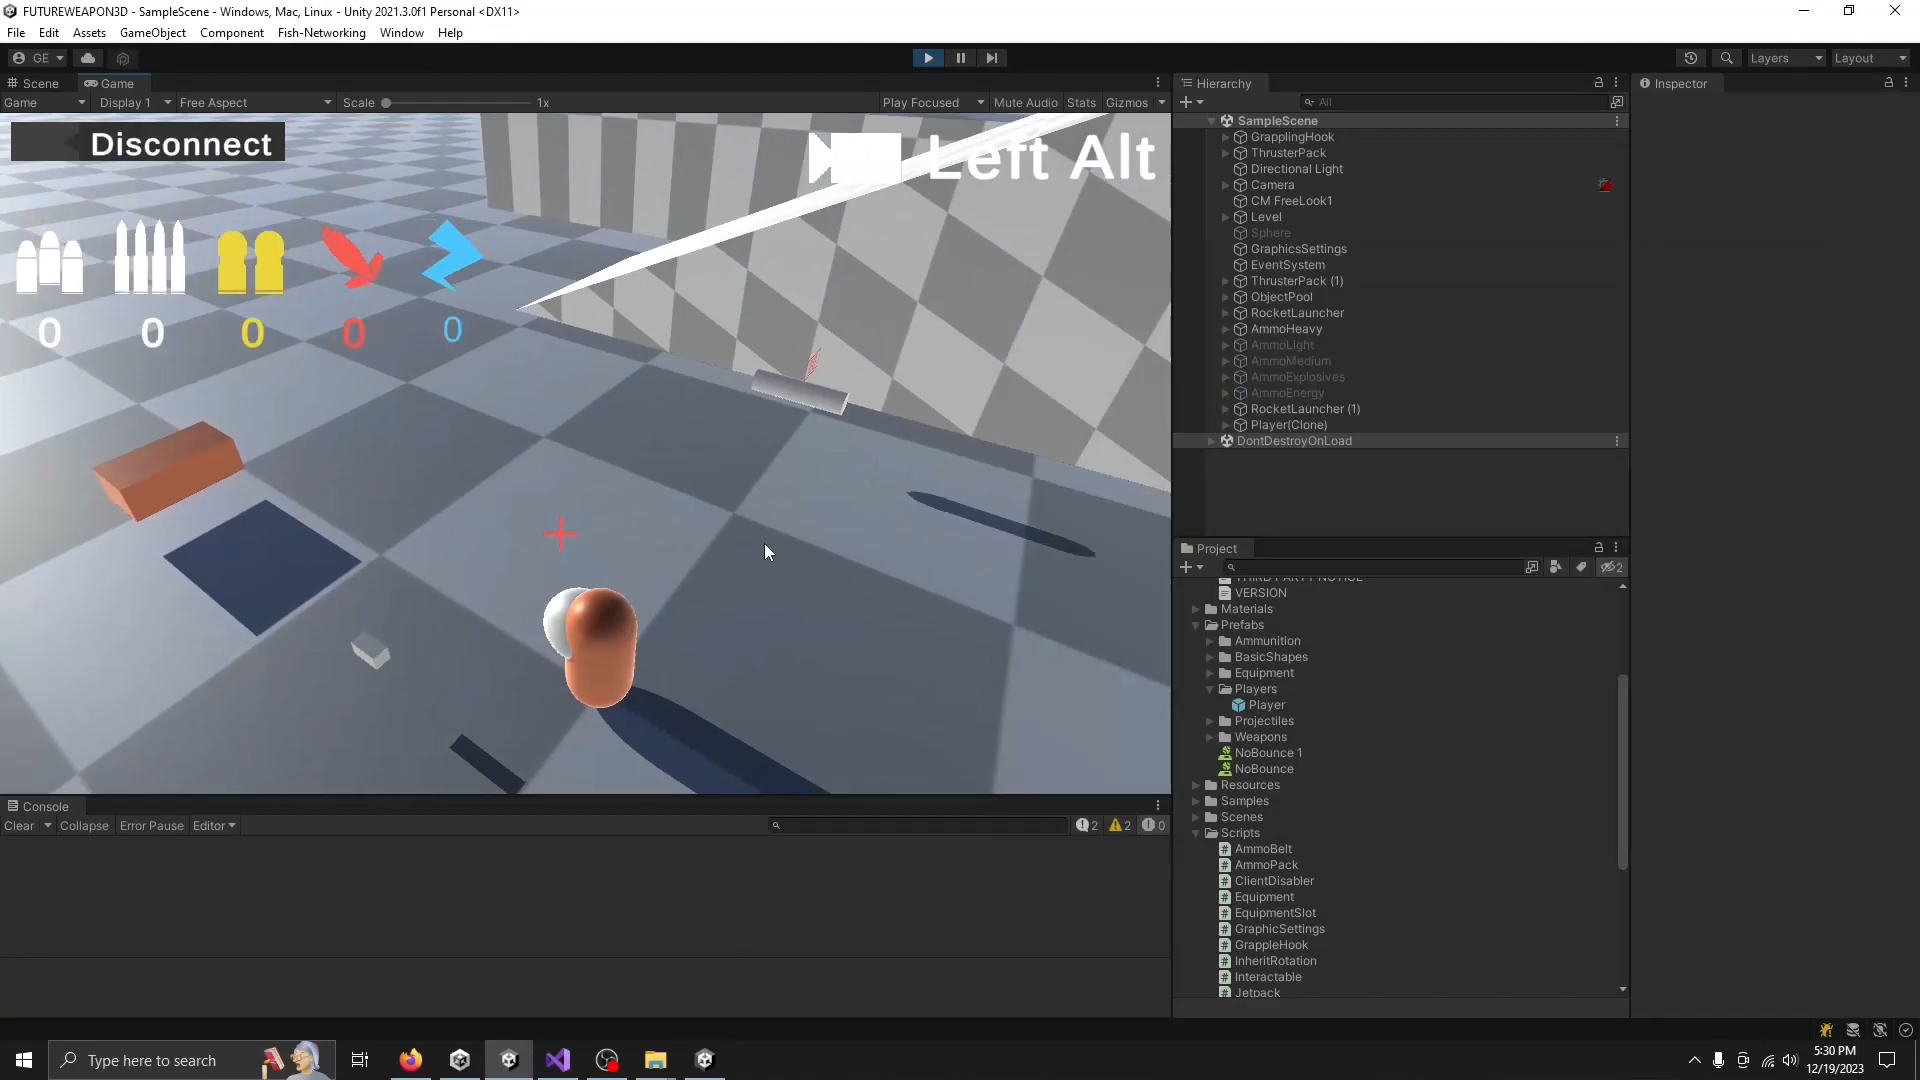 FUTUREWEAPON3D - SampleScene - Windows, Mac, Linux - Unity 2021.3.0f1 Personal <DX11>
File Edit Assets GameObject Component Fish-Networking Window Help
GE
Layers
Layout
Scene
Game
Game
Display 1
Free Aspect
Scale
1x
Play Focused
Mute Audio
Stats
Gizmos
Disconnect
Left Alt
0 0 0 0 0
Console
Clear
Collapse
Error Pause
Editor
2
2
0
Hierarchy
All
SampleScene
GrapplingHook
ThrusterPack
Directional Light
Camera
CM FreeLook1
Level
Sphere
GraphicsSettings
EventSystem
ThrusterPack (1)
ObjectPool
RocketLauncher
AmmoHeavy
AmmoLight
AmmoMedium
AmmoExplosives
AmmoEnergy
RocketLauncher (1)
Player(Clone)
DontDestroyOnLoad
Project
2
THIRD PARTY NOTICE
VERSION
Materials
Prefabs
Ammunition
BasicShapes
Equipment
Players
Player
Projectiles
Weapons
NoBounce 1
NoBounce
Resources
Samples
Scenes
Scripts
AmmoBelt
AmmoPack
ClientDisabler
Equipment
EquipmentSlot
GraphicSettings
GrappleHook
InheritRotation
Interactable
Jetpack
Inspector
Type here to search
5:30 PM
12/19/2023